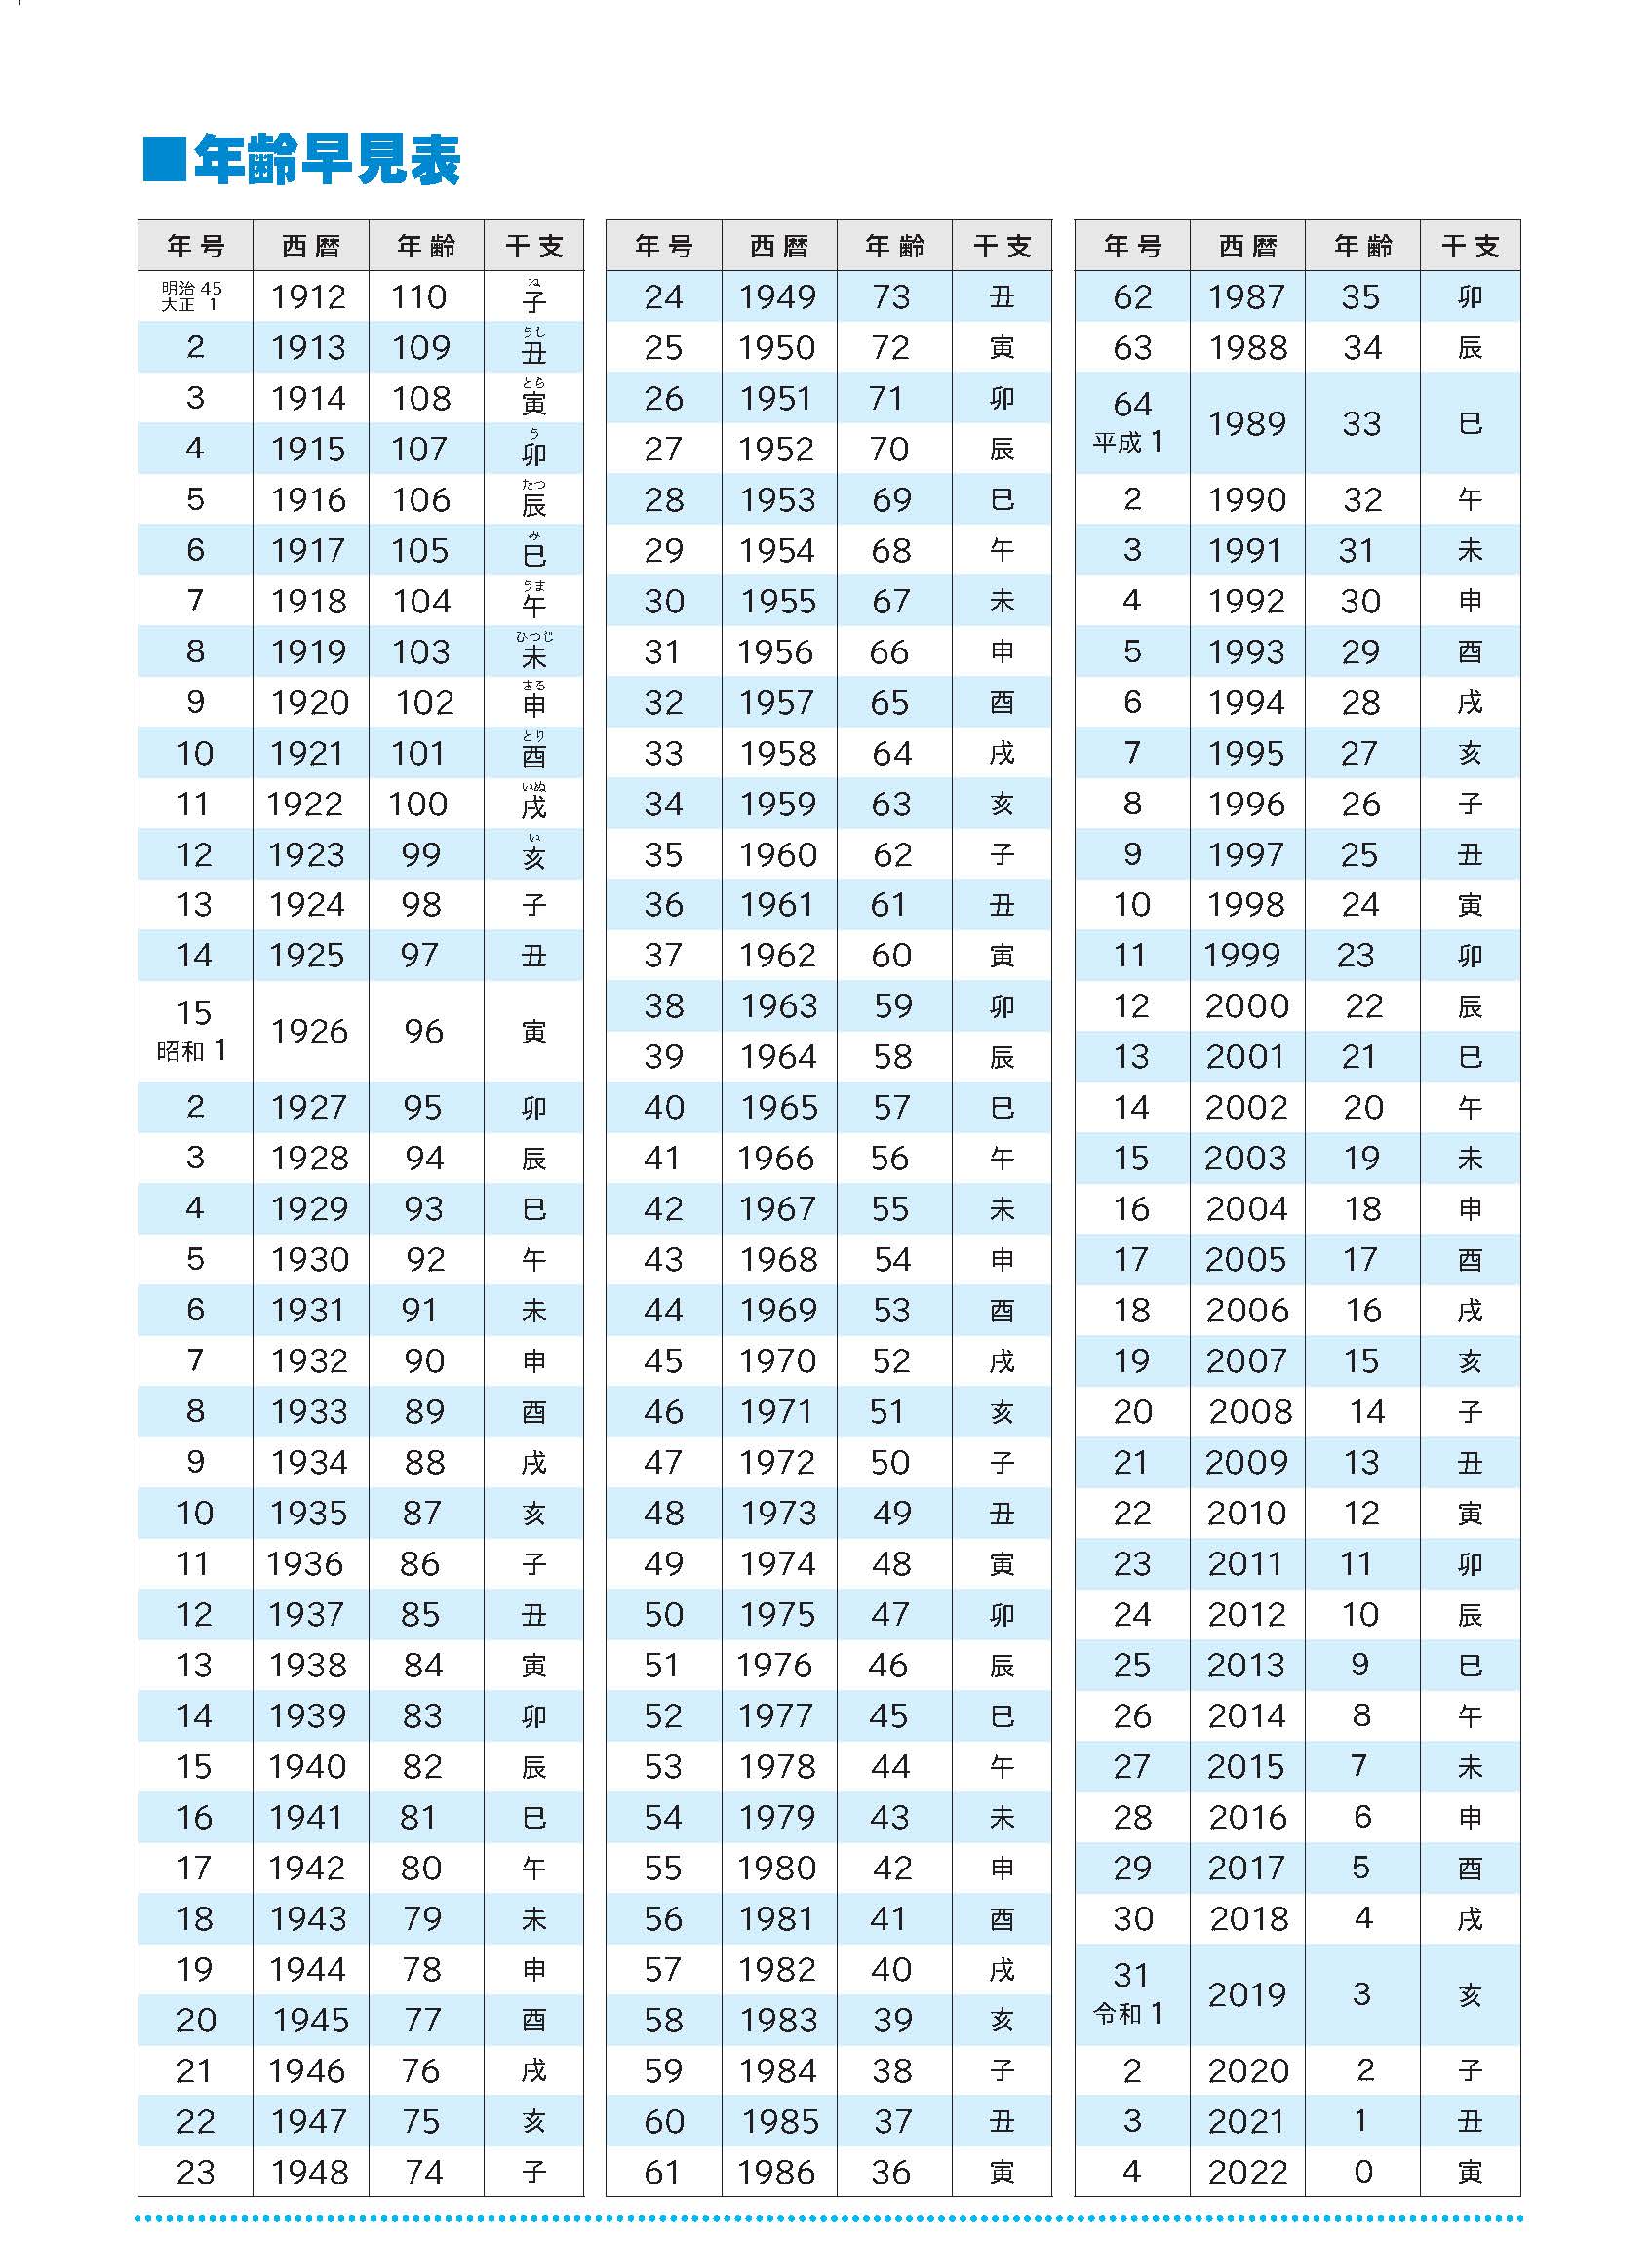 ■年齢早見表
年号 西暦 年齢 干支
明治 45
大正 1 1912 110 子(ね)
2 1913 109 丑(うし)
3 1914 108 寅(とら)
4 1915 107 卯(う)
5 1916 106 辰(たつ)
6 1917 105 巳(み)
7 1918 104 午(うま)
8 1919 103 未(ひつじ)
9 1920 102 申(さる)
10 1921 101 酉(とり)
11 1922 100 戌(いぬ)
12 1923 99 亥(い)
13 1924 98 子
14 1925 97 丑
15
昭和 1 1926 96 寅
2 1927 95 卯
3 1928 94 辰
4 1929 93 巳
5 1930 92 午
6 1931 91 未
7 1932 90 申
8 1933 89 酉
9 1934 88 戌
10 1935 87 亥
11 1936 86 子
12 1937 85 丑
13 1938 84 寅
14 1939 83 卯
15 1940 82 辰
16 1941 81 巳
17 1942 80 午
18 1943 79 未
19 1944 78 申
20 1945 77 酉
21 1946 76 戌
22 1947 75 亥
23 1948 74 子
年号 西暦 年齢 干支
24 1949 73 丑
25 1950 72 寅
26 1951 71 卯
27 1952 70 辰
28 1953 69 巳
29 1954 68 午
30 1955 67 未
31 1956 66 申
32 1957 65 酉
33 1958 64 戌
34 1959 63 亥
35 1960 62 子
36 1961 61 丑
37 1962 60 寅
38 1963 59 卯
39 1964 58 辰
40 1965 57 巳
41 1966 56 午
42 1967 55 未
43 1968 54 申
44 1969 53 酉
45 1970 52 戌
46 1971 51 亥
47 1972 50 子
48 1973 49 丑
49 1974 48 寅
50 1975 47 卯
51 1976 46 辰
52 1977 45 巳
53 1978 44 午
54 1979 43 未
55 1980 42 申
56 1981 41 酉
57 1982 40 戌
58 1983 39 亥
59 1984 38 子
60 1985 37 丑
61 1986 36 寅
年号 西暦 年齢 干支
62 1987 35 卯
63 1988 34 辰
64
平成 1 1989 33 巳
2 1990 32 午
3 1991 31 未
4 1992 30 申
5 1993 29 酉
6 1994 28 戌
7 1995 27 亥
8 1996 26 子
9 1997 25 丑
10 1998 24 寅
11 1999 23 卯
12 2000 22 辰
13 2001 21 巳
14 2002 20 午
15 2003 19 未
16 2004 18 申
17 2005 17 酉
18 2006 16 戌
19 2007 15 亥
20 2008 14 子
21 2009 13 丑
22 2010 12 寅
23 2011 11 卯
24 2012 10 辰
25 2013 9 巳
26 2014 8 午
27 2015 7 未
28 2016 6 申
29 2017 5 酉
30 2018 4 戌
31
令和 1 2019 3 亥
2 2020 2 子
3 2021 1 丑
4 2022 0 寅